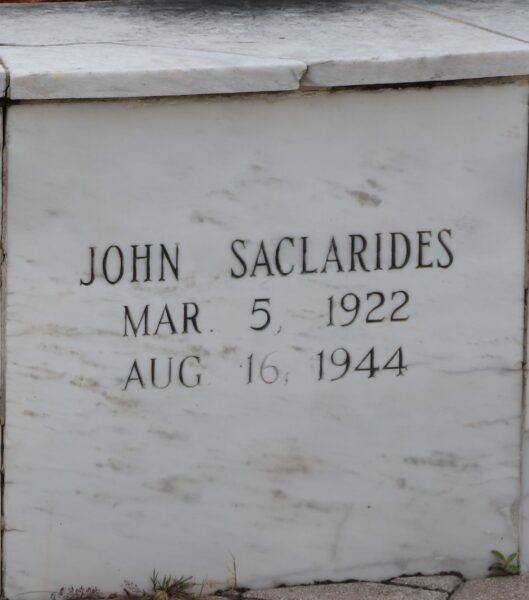 JOHN SACLARIDES
MAR. 5, 1922
AUG 16, 1944